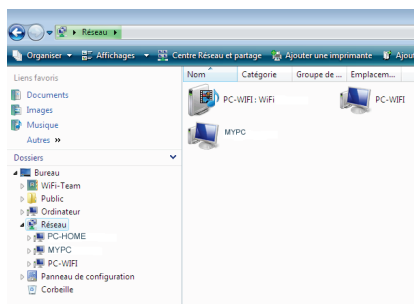 Réseau
Organiser Affichages Centre Réseau et partage Ajouter une imprimante Ajou
Liens favoris
Documents
Images
Musique
Autres »
Dossiers
Bureau
WiFi-Team
Public
Ordinateur
Réseau
PC-HOME
MYPC
PC-WIFI
Panneau de configuration
Corbeille
Nom Catégorie Groupe de ... Emplacem...
PC-WIFI : WiFi PC-WIFI
MYPC